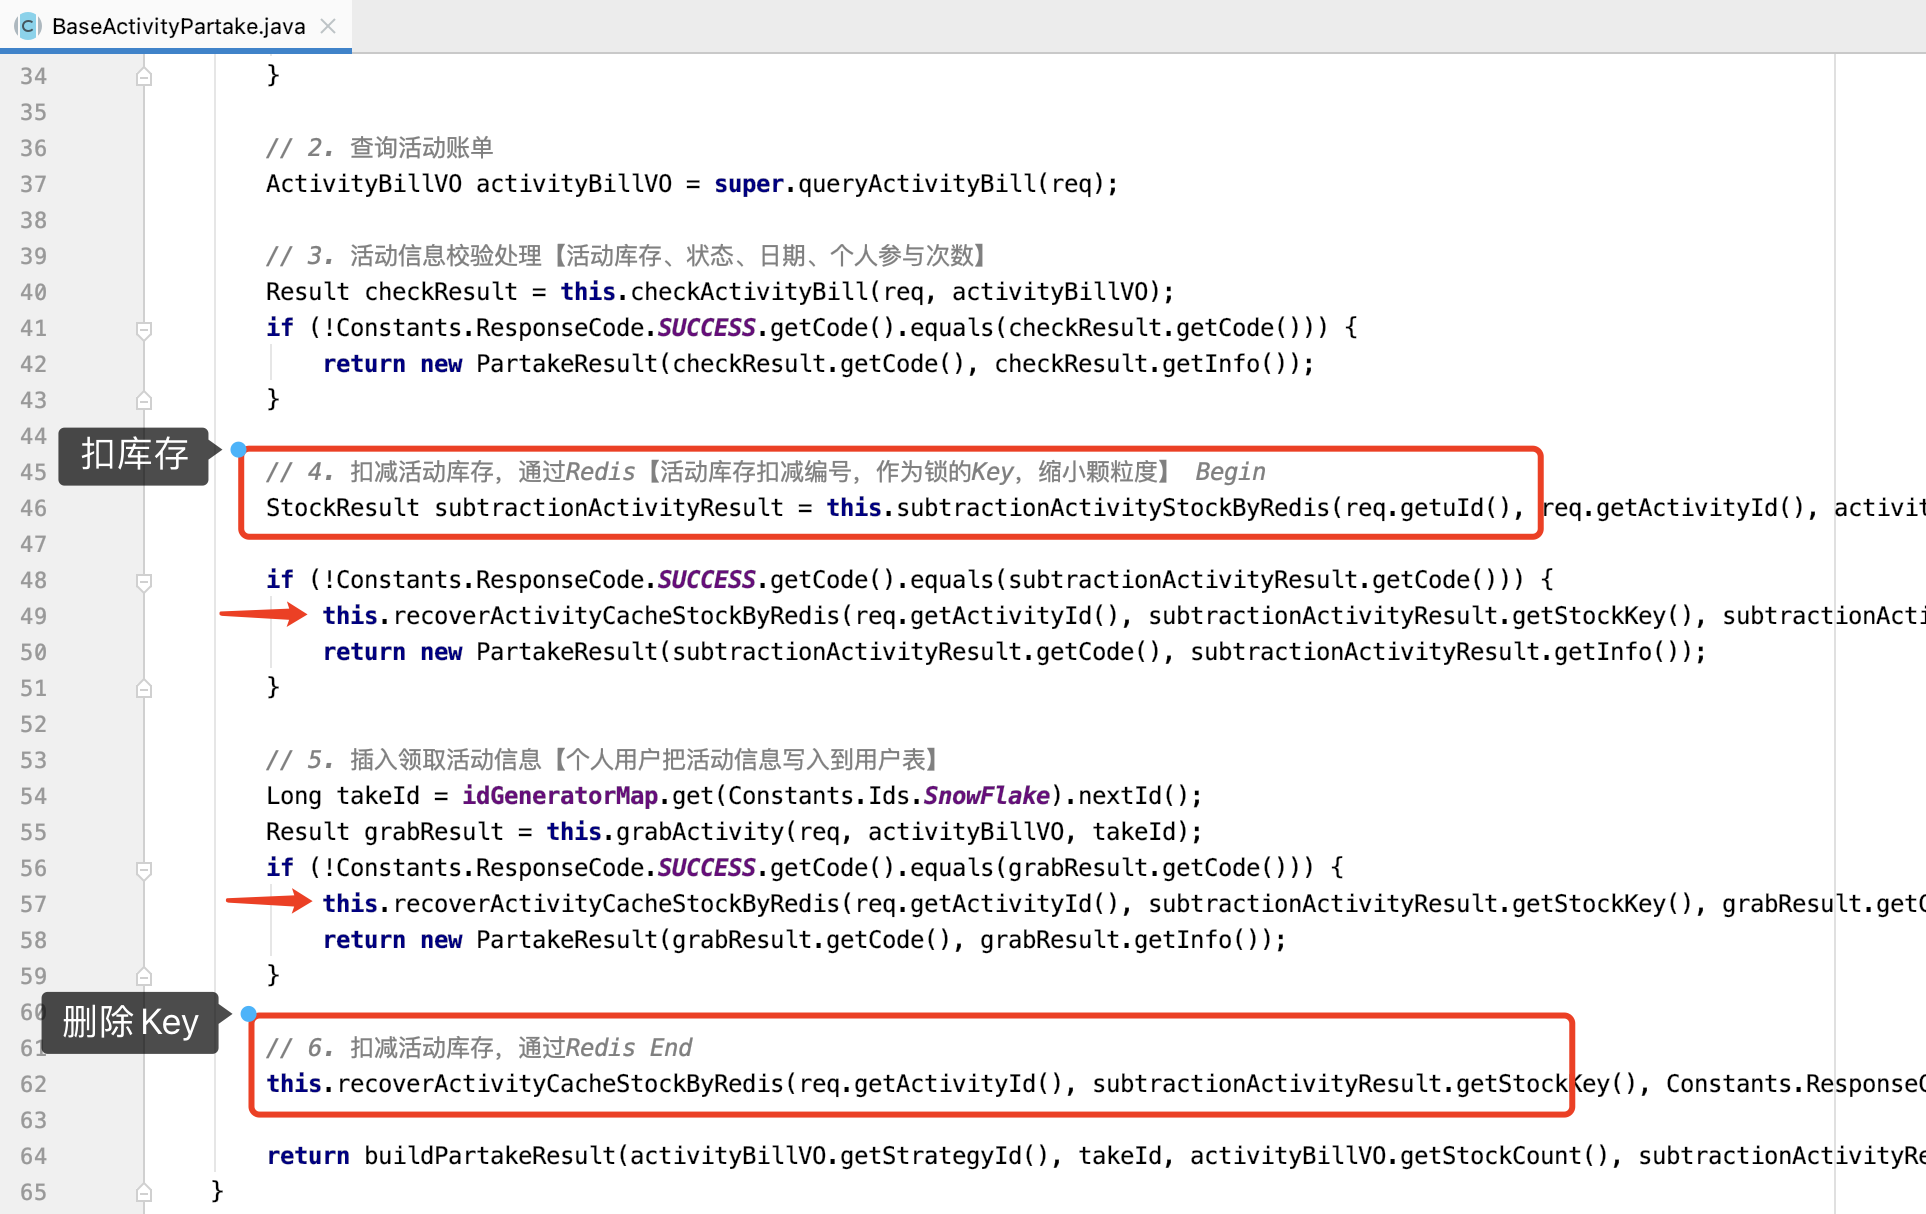 BaseActivityPartake.java
34 }
35
36 // 2. 查询活动账单
37 ActivityBillVO activityBillVO = super.queryActivityBill(req);
38
39 // 3. 活动信息校验处理【活动库存、状态、日期、个人参与次数】
40 Result checkResult = this.checkActivityBill(req, activityBillVO);
41 if (!Constants.ResponseCode.SUCCESS.getCode().equals(checkResult.getCode())) {
42 return new PartakeResult(checkResult.getCode(), checkResult.getInfo());
43 }
44
扣库存
45 // 4. 扣减活动库存，通过Redis【活动库存扣减编号，作为锁的Key，缩小颗粒度】 Begin
46 StockResult subtractionActivityResult = this.subtractionActivityStockByRedis(req.getuId(), req.getActivityId(), activit
47
48 if (!Constants.ResponseCode.SUCCESS.getCode().equals(subtractionActivityResult.getCode())) {
49 this.recoverActivityCacheStockByRedis(req.getActivityId(), subtractionActivityResult.getStockKey(), subtractionActi
50 return new PartakeResult(subtractionActivityResult.getCode(), subtractionActivityResult.getInfo());
51 }
52
53 // 5. 插入领取活动信息【个人用户把活动信息写入到用户表】
54 Long takeId = idGeneratorMap.get(Constants.Ids.SnowFlake).nextId();
55 Result grabResult = this.grabActivity(req, activityBillVO, takeId);
56 if (!Constants.ResponseCode.SUCCESS.getCode().equals(grabResult.getCode())) {
57 this.recoverActivityCacheStockByRedis(req.getActivityId(), subtractionActivityResult.getStockKey(), grabResult.getC
58 return new PartakeResult(grabResult.getCode(), grabResult.getInfo());
59 }
60
删除Key
61 // 6. 扣减活动库存，通过Redis End
62 this.recoverActivityCacheStockByRedis(req.getActivityId(), subtractionActivityResult.getStockKey(), Constants.ResponseC
63
64 return buildPartakeResult(activityBillVO.getStrategyId(), takeId, activityBillVO.getStockCount(), subtractionActivityRe
65 }